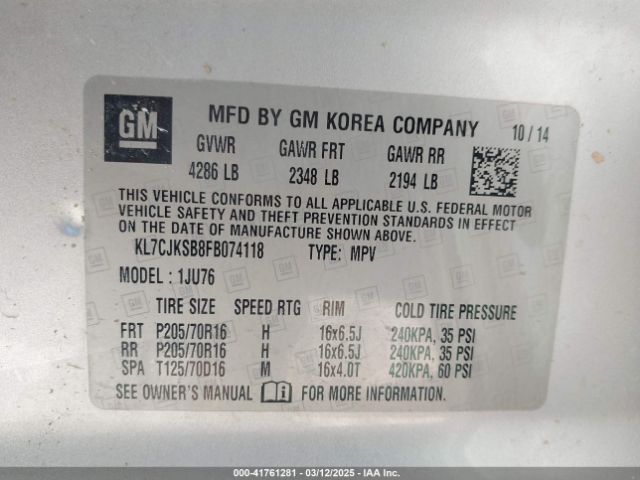 GM MFD BY GM KOREA COMPANY 10/14
GVWR GAWR FRT GAWR RR
4286 LB 2348 LB 2194 LB
THIS VEHICLE CONFORMS TO ALL APPLICABLE U.S. FEDERAL MOTOR
VEHICLE SAFETY AND THEFT PREVENTION STANDARDS IN EFFECT
ON THE DATE OF MANUFACTURE SHOWN ABOVE.
KL7CJKSB8FB074118 TYPE: MPV
MODEL: 1JU76
TIRE SIZE SPEED RTG RIM COLD TIRE PRESSURE
FRT P205/70R16 H 16x6.5J 240KPA, 35 PSI
RR P205/70R16 H 16x6.5J 240KPA, 35 PSI
SPA T125/70D16 M 16x4.0T 420KPA, 60 PSI
SEE OWNER'S MANUAL FOR MORE INFORMATION.
000-41761281 - 03/12/2025 - IAA Inc.